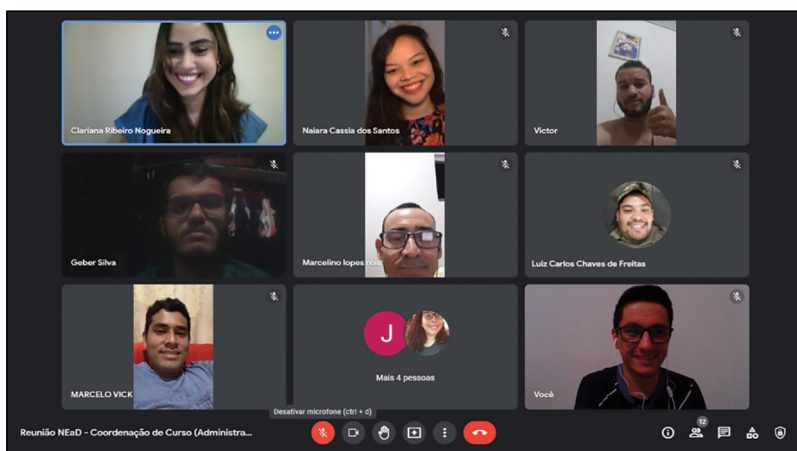 Clariana Ribeiro Nogueira
Naiara Cassia dos Santos
Victor
Geber Silva
Marcelino lopes
Luiz Carlos Chaves de Freitas
MARCELO VICK
J
Mais 4 pessoas
Você
Desativar microfone (ctrl + d)
Reunião NEaD - Coordenação de Curso (Administra...
12